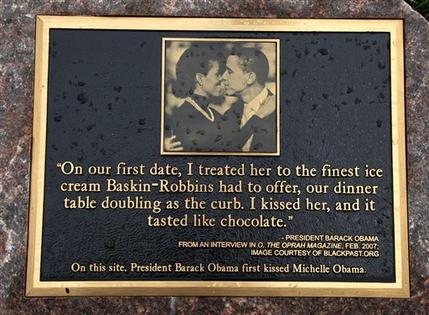 "On our first date, I treated her to the finest ice
cream Baskin-Robbins had to offer, our dinner
table doubling as the curb. I kissed her, and it
tasted like chocolate."
- PRESIDENT BARACK OBAMA
FROM AN INTERVIEW IN O, THE OPRAH MAGAZINE, FEB. 2007.
IMAGE COURTESY OF BLACKPAST.ORG
On this site, President Barack Obama first kissed Michelle Obama.